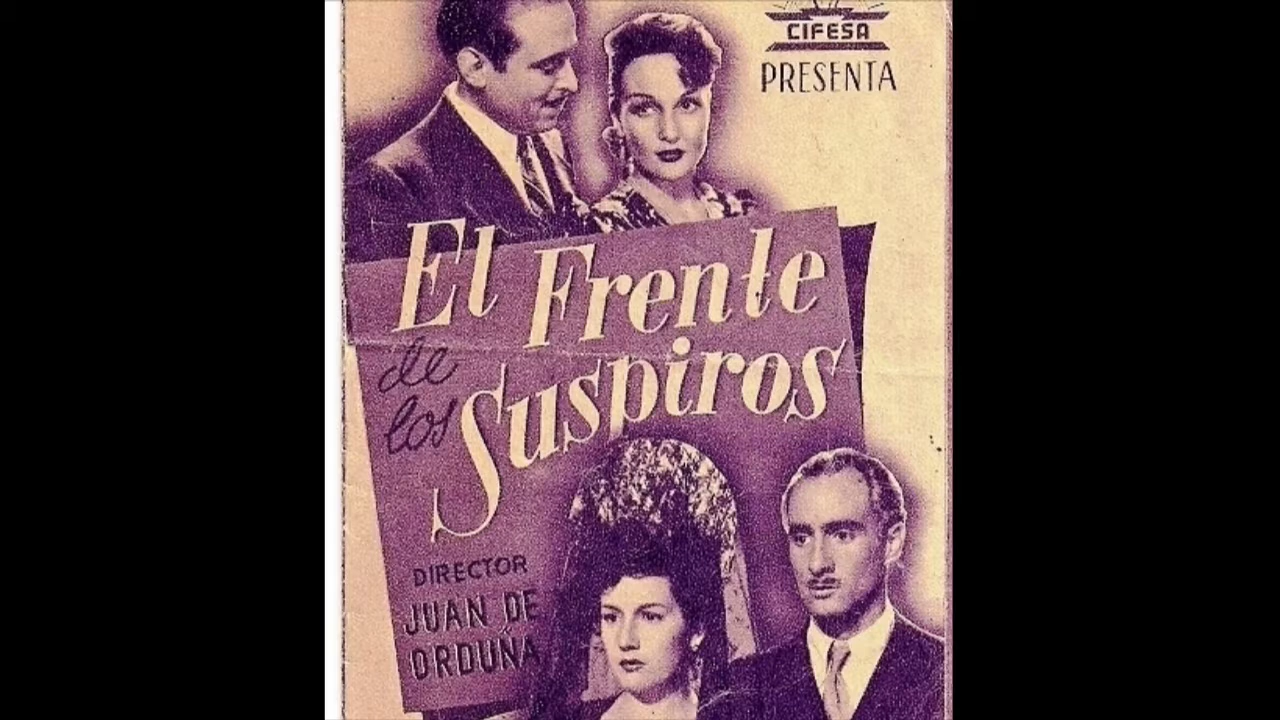 CIFESA
PRESENTA
El Frente
de los Suspiros
DIRECTOR
JUAN DE
ORDUÑA